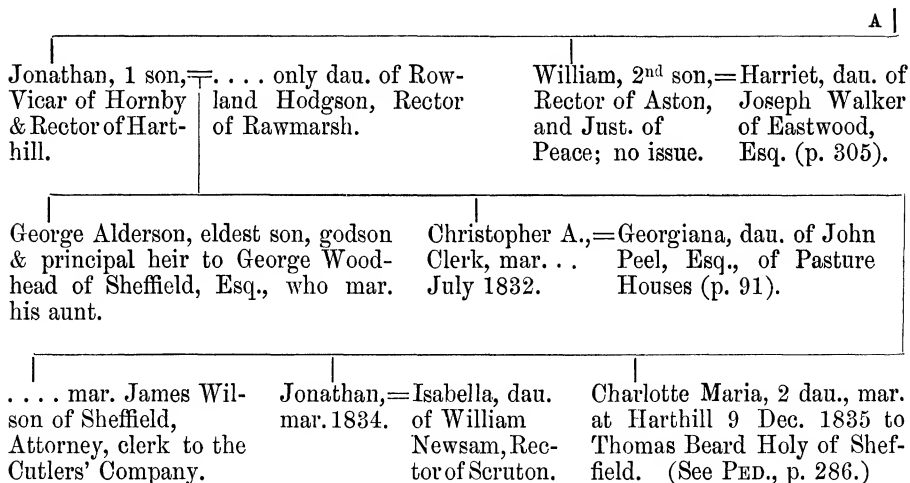 A
Jonathan, 1 son,=. . . . only dau. of Row-
Vicar of Hornby land Hodgson, Rector
& Rector of Hart- of Rawmarsh.
hill.
William, 2nd son,=Harriet, dau. of
Rector of Aston, Joseph Walker
and Just. of of Eastwood,
Peace; no issue. Esq. (p. 305).
George Alderson, eldest son, godson
& principal heir to George Wood-
head of Sheffield, Esq., who mar.
his aunt.
Christopher A.,=Georgiana, dau. of John
Clerk, mar. . . Peel, Esq., of Pasture
July 1832. Houses (p. 91).
. . . . mar. James Wil-
son of Sheffield,
Attorney, clerk to the
Cutlers' Company.
Jonathan,=Isabella, dau.
mar. 1834. of William
Newsam, Rec-
tor of Scruton.
Charlotte Maria, 2 dau., mar.
at Harthill 9 Dec. 1835 to
Thomas Beard Holy of Shef-
field. (See PED., p. 286.)